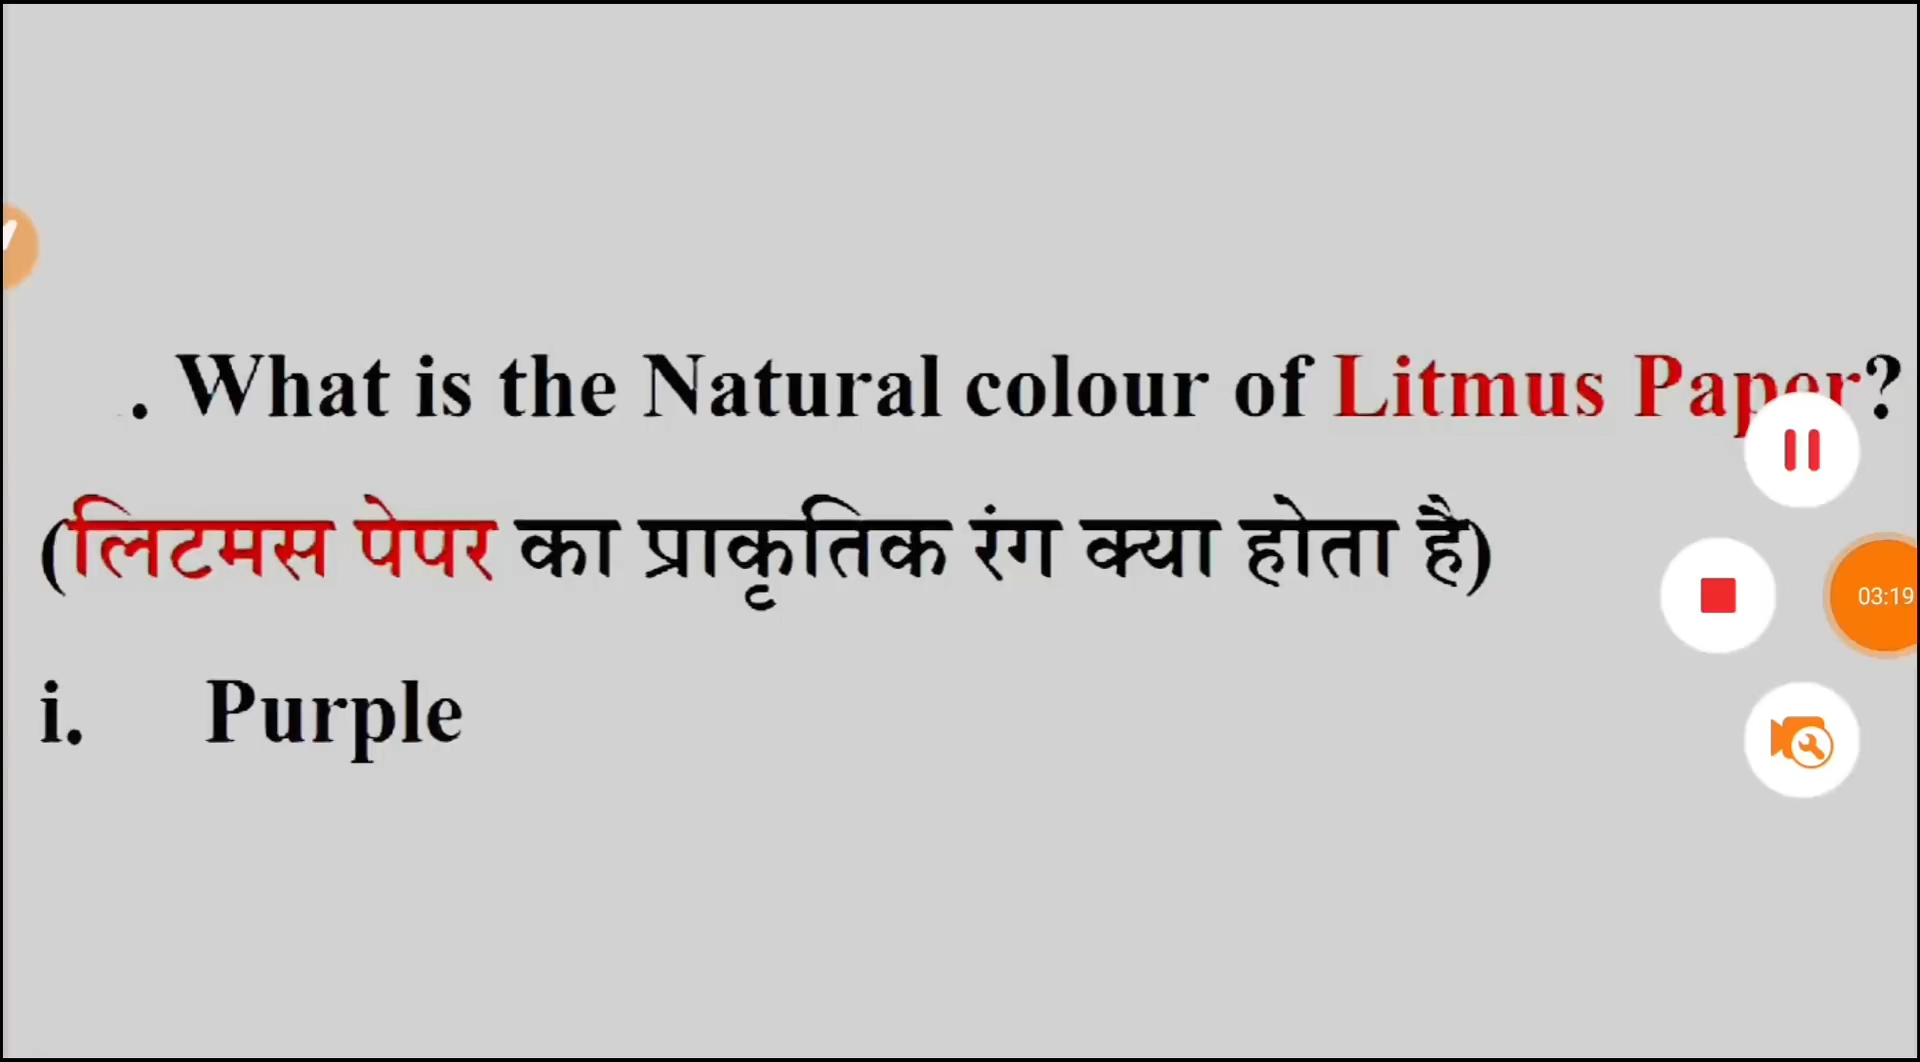 . What is the Natural colour of Litmus Paper?
(लिटमस पेपर का प्राकृतिक रंग क्या होता है)
03:19
i. Purple